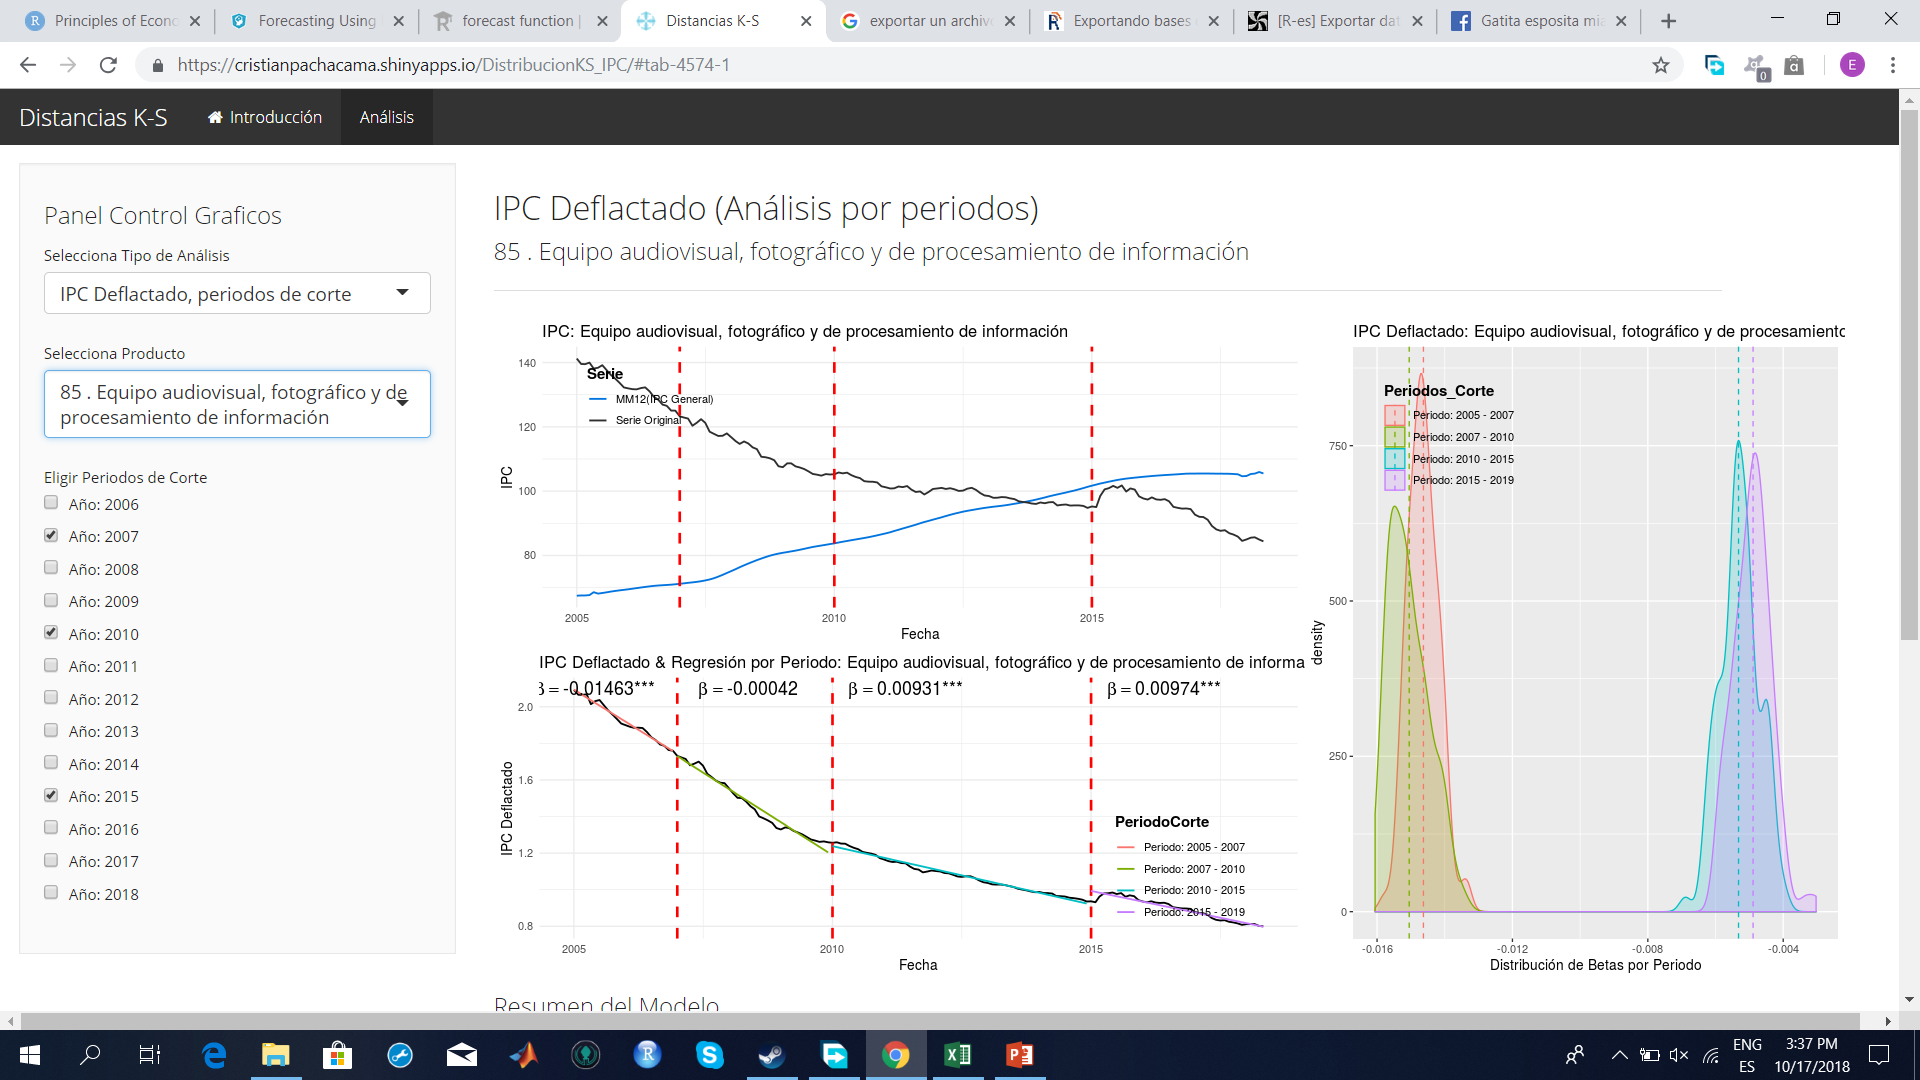 Principles of Econo
Forecasting Using
forecast function |
Distancias K-S
exportar un archivo
Exportando bases
[R-es] Exportar dat
Gatita esposita mia
https://cristianpachacama.shinyapps.io/DistribucionKS_IPC/#tab-4574-1
0
E
Distancias K-S
Introducción
Análisis
Panel Control Graficos
Selecciona Tipo de Análisis
IPC Deflactado, periodos de corte
Selecciona Producto
85 . Equipo audiovisual, fotográfico y de
procesamiento de información
Eligir Periodos de Corte
Año: 2006
Año: 2007
Año: 2008
Año: 2009
Año: 2010
Año: 2011
Año: 2012
Año: 2013
Año: 2014
Año: 2015
Año: 2016
Año: 2017
Año: 2018
IPC Deflactado (Análisis por periodos)
85 . Equipo audiovisual, fotográfico y de procesamiento de información
IPC: Equipo audiovisual, fotográfico y de procesamiento de información
140
120
100
80
IPC
Serie
MM12(IPC General)
Serie Original
2005
2010
2015
Fecha
IPC Deflactado & Regresión por Periodo: Equipo audiovisual, fotográfico y de procesamiento de informa
β = -0.01463***
β = -0.00042
β = 0.00931***
β = 0.00974***
2.0
1.6
1.2
0.8
IPC Deflactado
PeriodoCorte
Periodo: 2005 - 2007
Periodo: 2007 - 2010
Periodo: 2010 - 2015
Periodo: 2015 - 2019
2005
2010
2015
Fecha
IPC Deflactado: Equipo audiovisual, fotográfico y de procesamiento
Periodos_Corte
Periodo: 2005 - 2007
Periodo: 2007 - 2010
Periodo: 2010 - 2015
Periodo: 2015 - 2019
750
500
250
0
density
-0.016
-0.012
-0.008
-0.004
Distribución de Betas por Periodo
Resumen del Modelo
ENG
ES
3:37 PM
10/17/2018